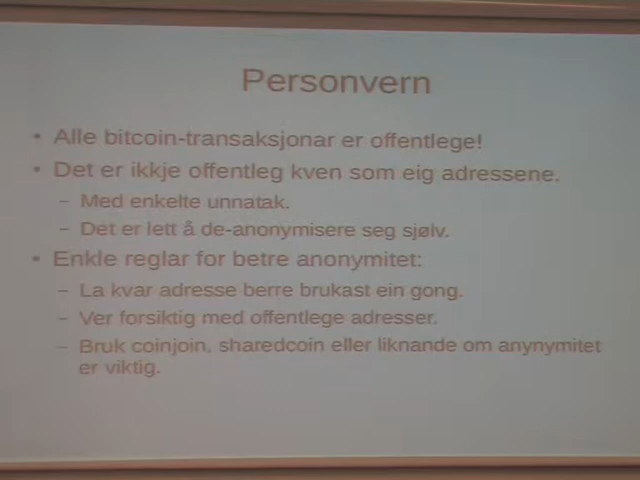 Personvern
• Alle bitcoin-transaksjonar er offentlege!
• Det er ikkje offentleg kven som eig adressene.
– Med enkelte unnatak.
– Det er lett å de-anonymisere seg sjølv.
• Enkle reglar for betre anonymitet:
– La kvar adresse berre brukast ein gong.
– Ver forsiktig med offentlege adresser.
– Bruk coinjoin, sharedcoin eller liknande om anynymitet
er viktig.